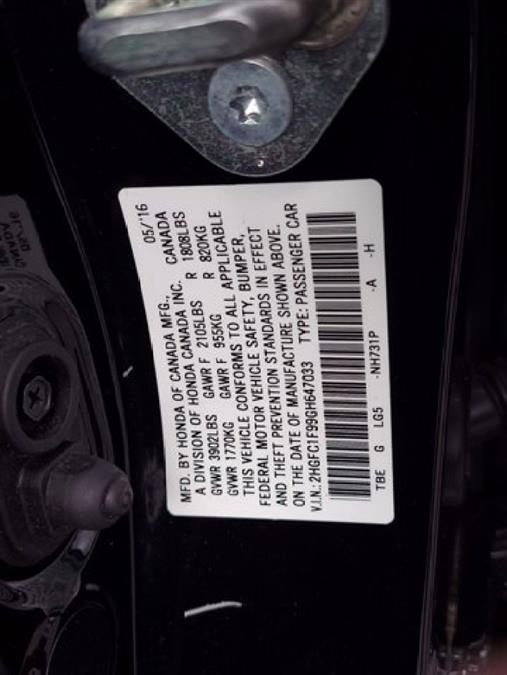 MFD. BY HONDA OF CANADA MFG., 05/'16
A DIVISION OF HONDA CANADA INC. CANADA
GVWR 3902LBS GAWR F 2105LBS R 1808LBS
GVWR 1770KG GAWR F 955KG R 820KG
THIS VEHICLE CONFORMS TO ALL APPLICABLE
FEDERAL MOTOR VEHICLE SAFETY, BUMPER,
AND THEFT PREVENTION STANDARDS IN EFFECT
ON THE DATE OF MANUFACTURE SHOWN ABOVE.
V.I.N.: 2HGFC1F99GH647033 TYPE: PASSENGER CAR
TBE G LG5 -NH731P -A -H